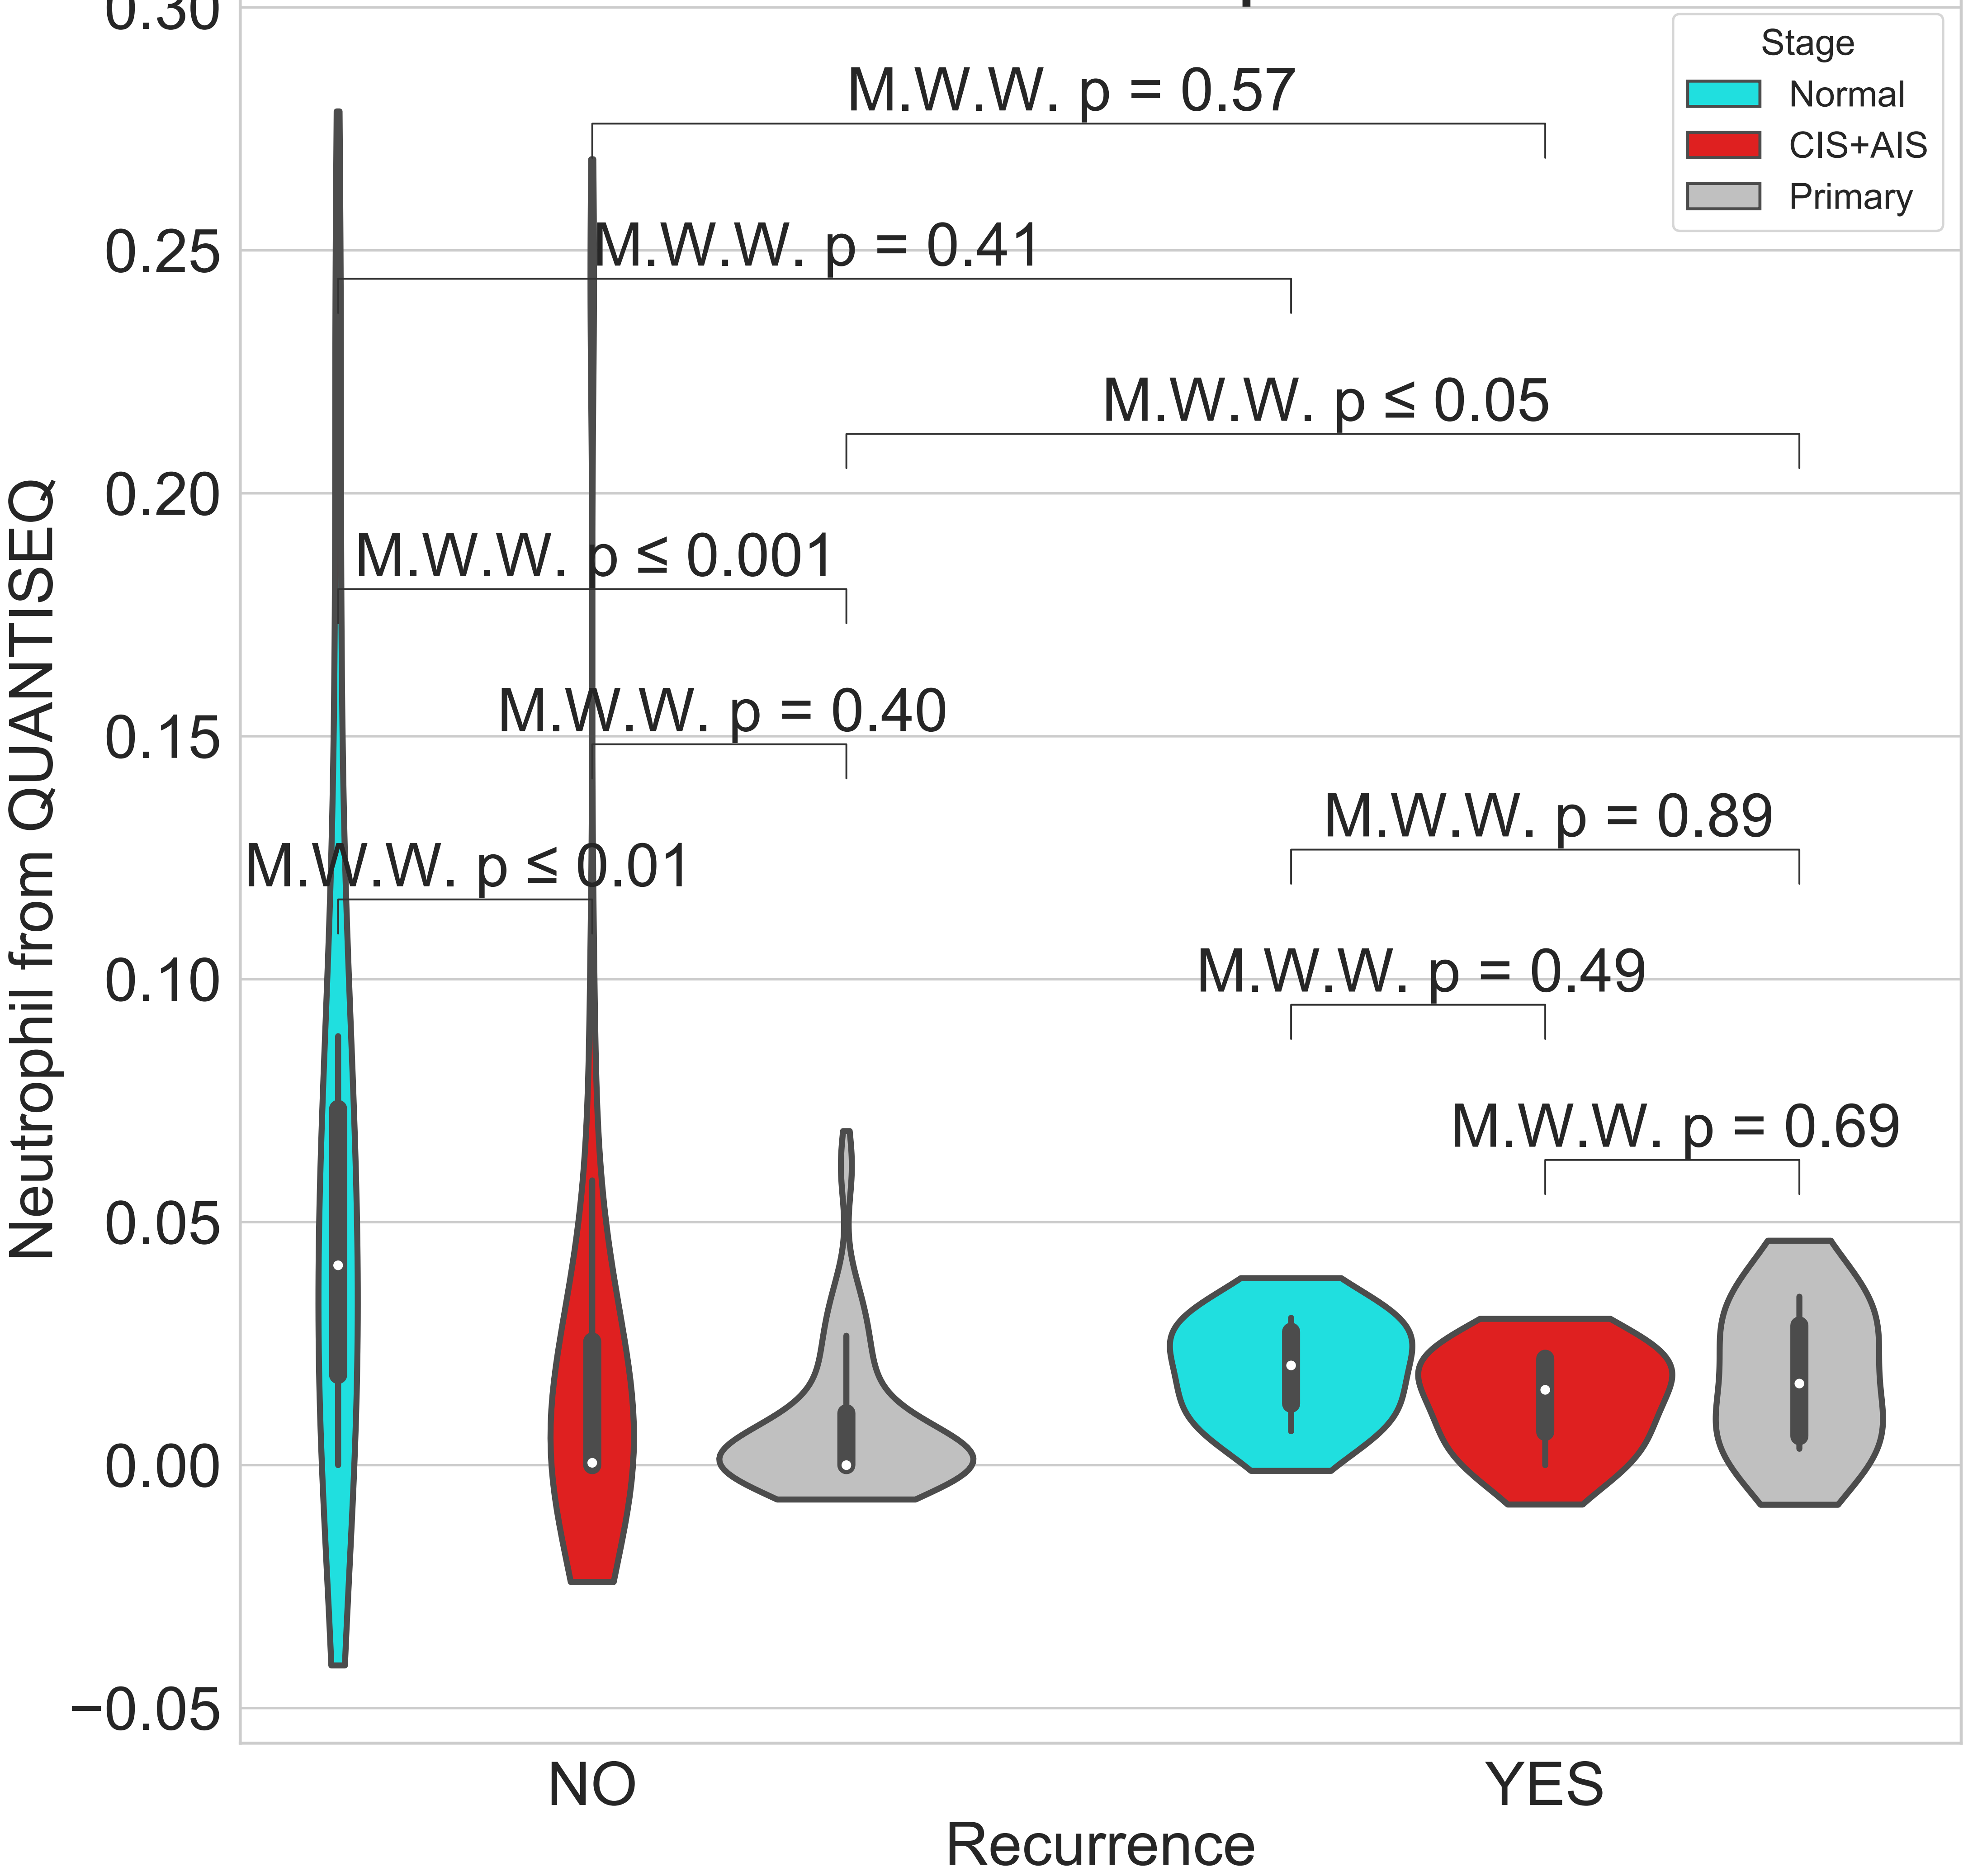 0.30
Stage
Normal
CIS+AIS
Primary
M.W.W. p = 0.57
M.W.W. p = 0.41
0.25
M.W.W. p ≤ 0.05
0.20
M.W.W. p ≤ 0.001
M.W.W. p = 0.40
0.15
M.W.W. p = 0.89
M.W.W. p ≤ 0.01
0.10
M.W.W. p = 0.49
M.W.W. p = 0.69
0.05
0.00
−0.05
Neutrophil from QUANTISEQ
NO
YES
Recurrence